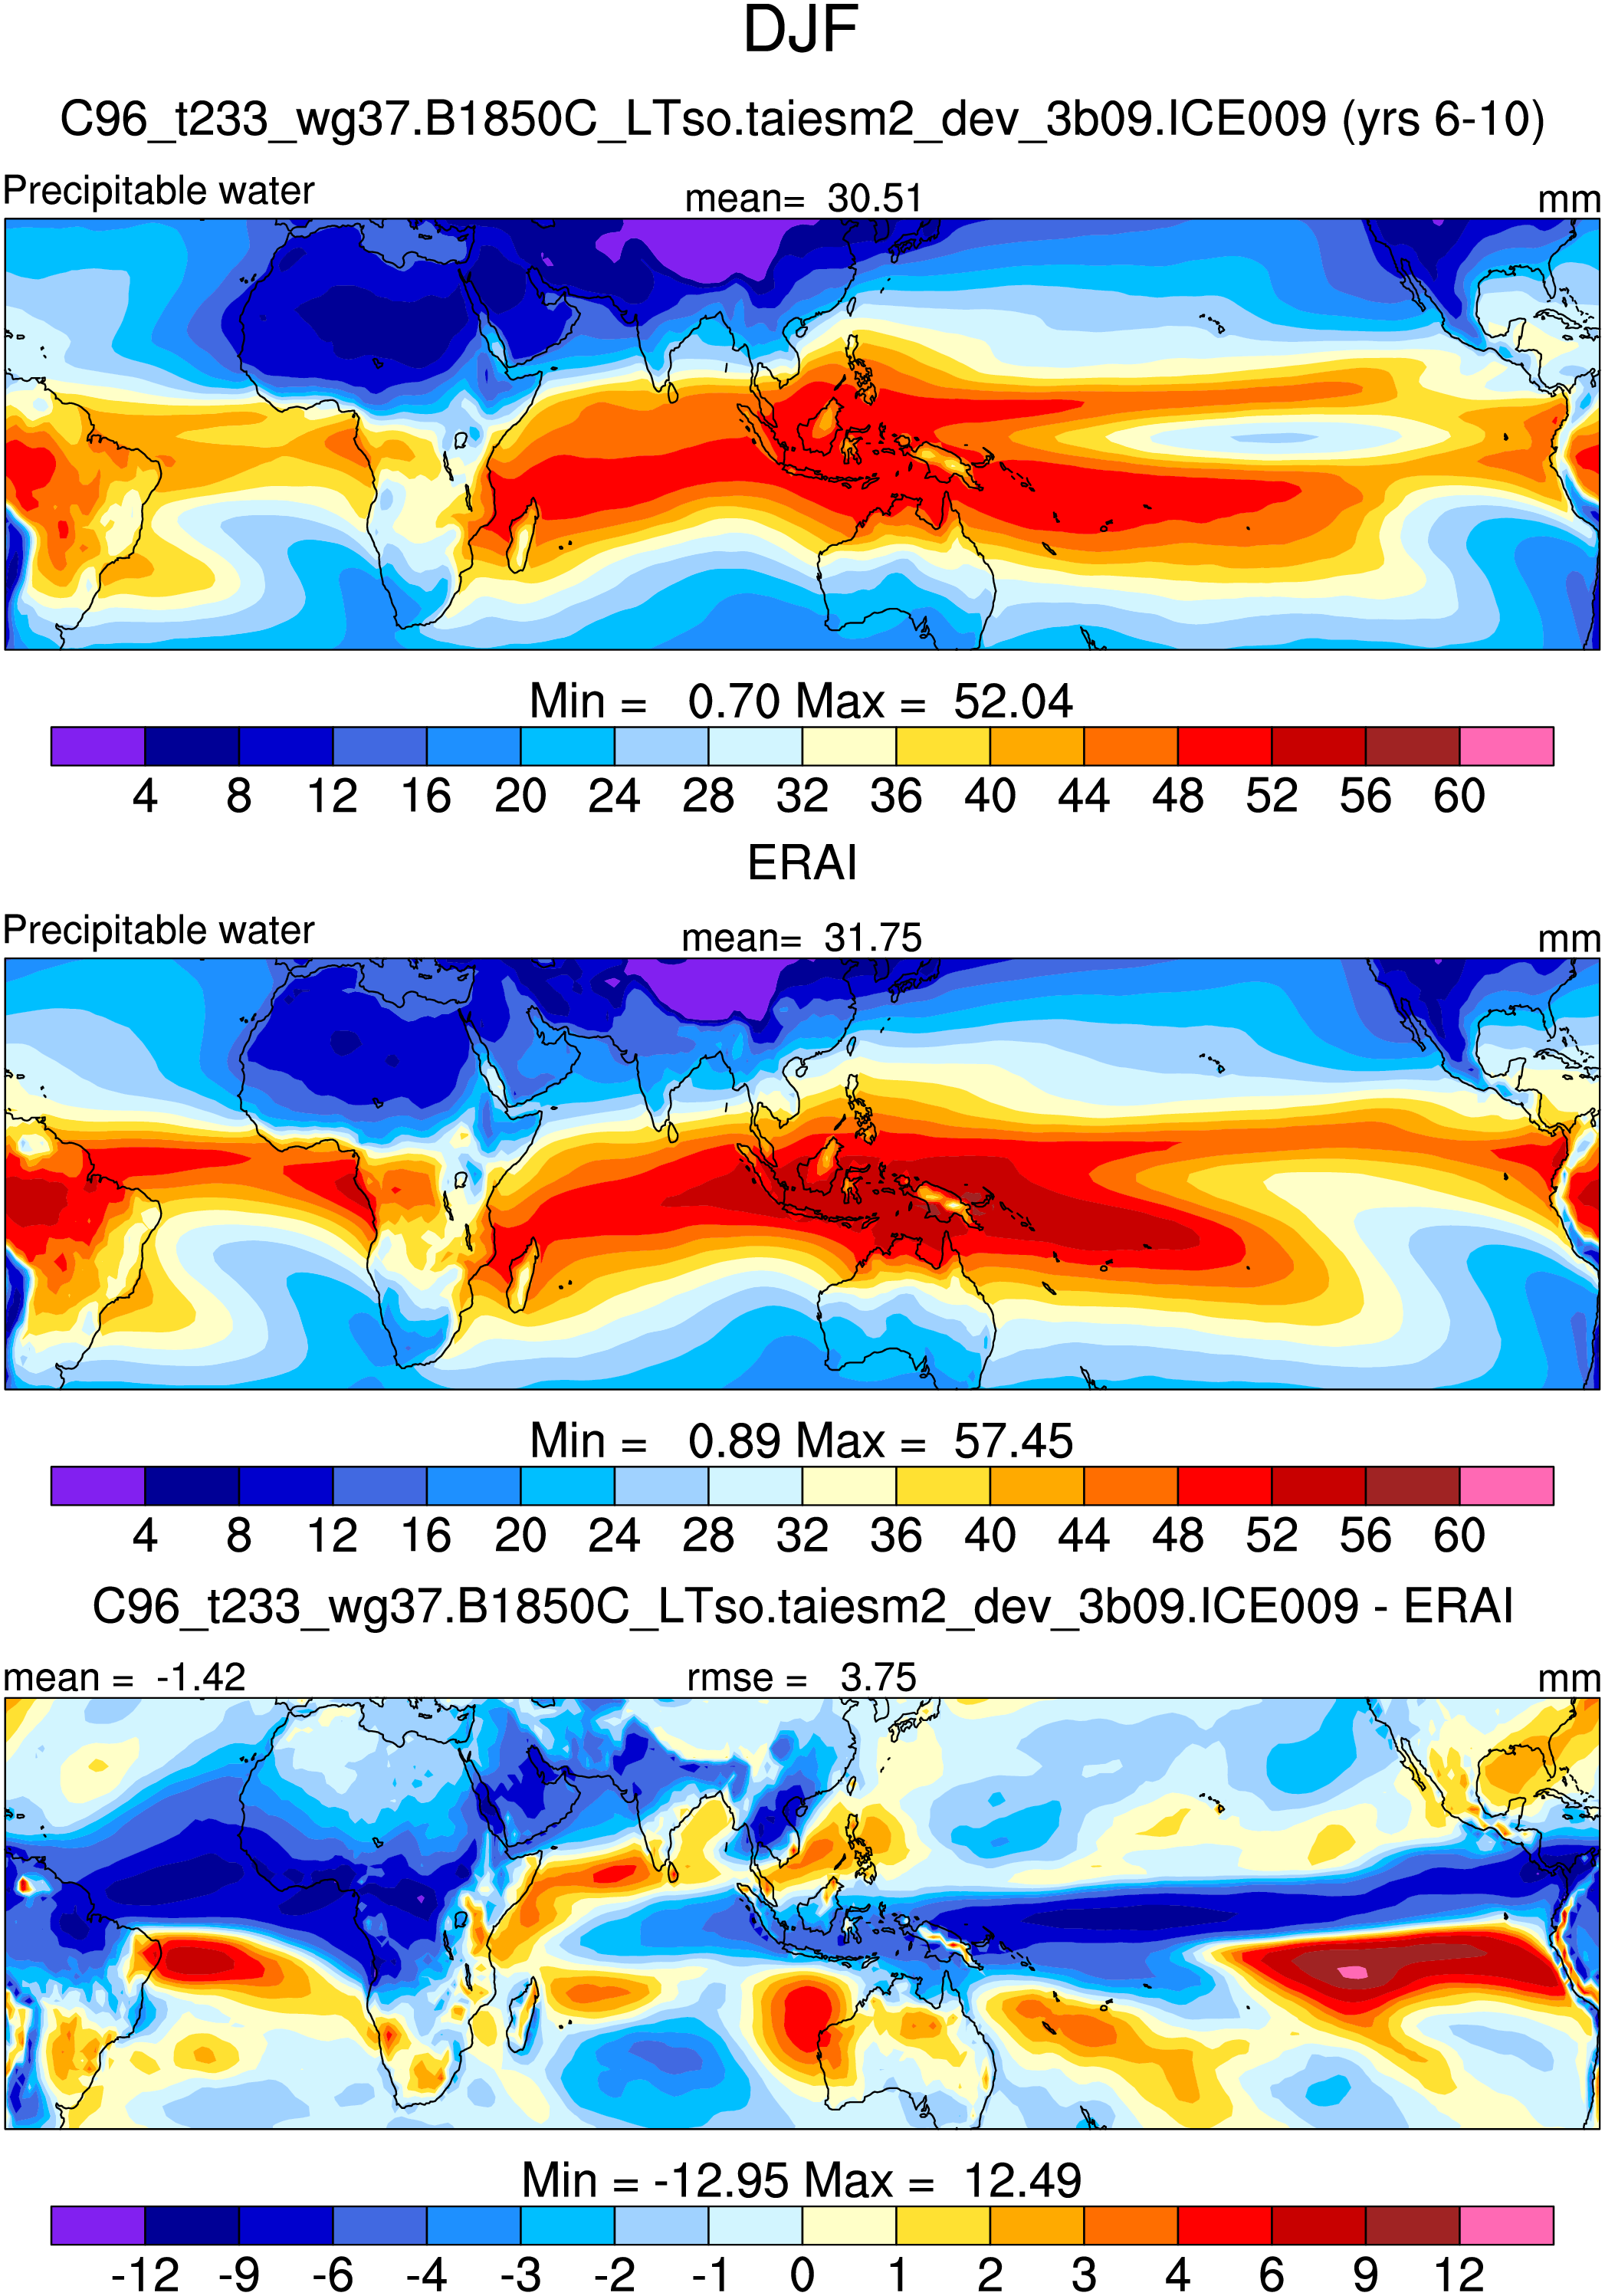 DJF
C96_t233_wg37.B1850C_LTso.taiesm2_dev_3b09.ICE009 (yrs 6-10)
Precipitable water mean= 30.51 mm
Min = 0.70 Max = 52.04
4 8 12 16 20 24 28 32 36 40 44 48 52 56 60
ERAI
Precipitable water mean= 31.75 mm
Min = 0.89 Max = 57.45
4 8 12 16 20 24 28 32 36 40 44 48 52 56 60
C96_t233_wg37.B1850C_LTso.taiesm2_dev_3b09.ICE009 - ERAI
mean = -1.42 rmse = 3.75 mm
Min = -12.95 Max = 12.49
-12 -9 -6 -4 -3 -2 -1 0 1 2 3 4 6 9 12